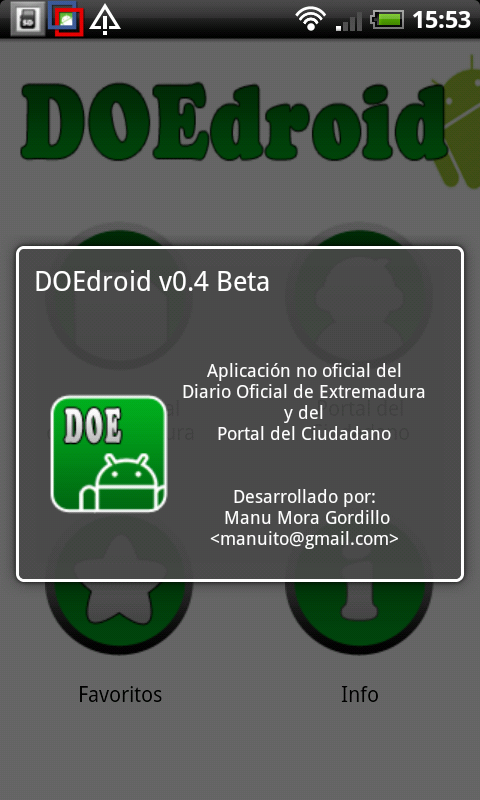 15:53
DOEdroid
DOEdroid v0.4 Beta
Aplicación no oficial del
Diario Oficial de Extremadura
y del
Portal del Ciudadano
DOE
Desarrollado por:
Manu Mora Gordillo
<manuito@gmail.com>
Favoritos
Info